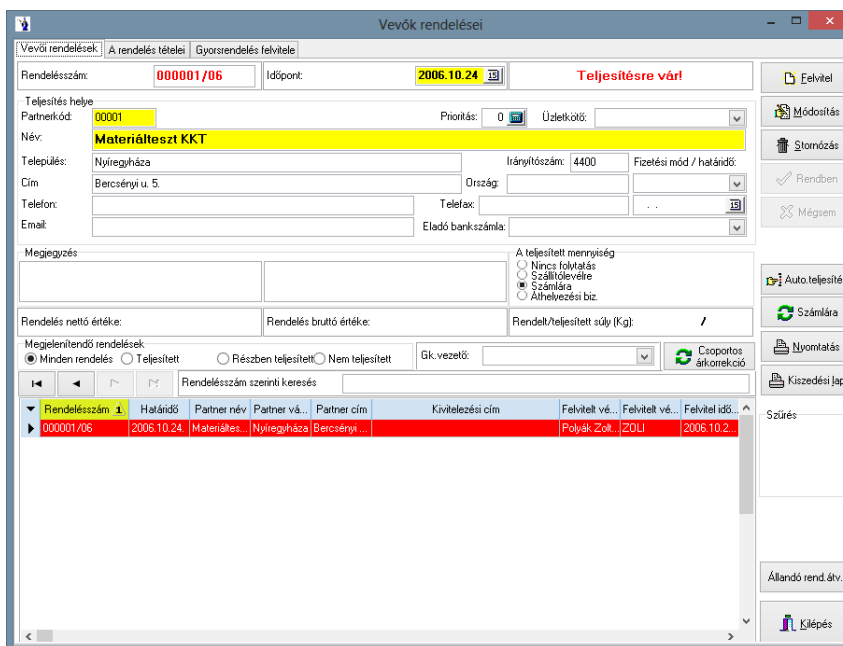 Vevők rendelései
Vevői rendelések A rendelés tételei Gyorsrendelés felvitele
Rendelésszám: 000001/06 Időpont: 2006.10.24 15 Teljesítésre vár!
Felvitel
Teljesítés helye
Partnerkód: 00001 Prioritás: 0 Üzletkötő:
Módosítás
Név: Materiálteszt KKT
Stornózás
Település: Nyíregyháza Irányítószám: 4400 Fizetési mód / határidő:
Cím Bercsényi u. 5. Ország:
Rendben
Telefon: Telefax: . . 15
Mégsem
Email: Eladó bankszámla:
Megjegyzés A teljesített mennyiség
Nincs folytatás
Szállítólevélre
Számlára
Áthelyezési biz.
Auto.teljesíté
Számlára
Rendelés nettó értéke: Rendelés bruttó értéke: Rendelt/teljesített súly (Kg): /
Megjelenítendő rendelések
Minden rendelés Teljesített Részben teljesített Nem teljesített Gk.vezető: Csoportos árkorrekció
Nyomtatás
Rendelésszám szerinti keresés
Kiszedési lap
Rendelésszám 1 Határidő Partner név Partner vá... Partner cím Kivitelezési cím Felvitelt vé... Felvitelt vé... Felvitel idő...
000001/06 2006.10.24. Materiáltes... Nyíregyháza Bercsényi ... Polyák Zolt... ZOLI 2006.10.2...
Szűrés
Állandó rend.átv.
Kilépés